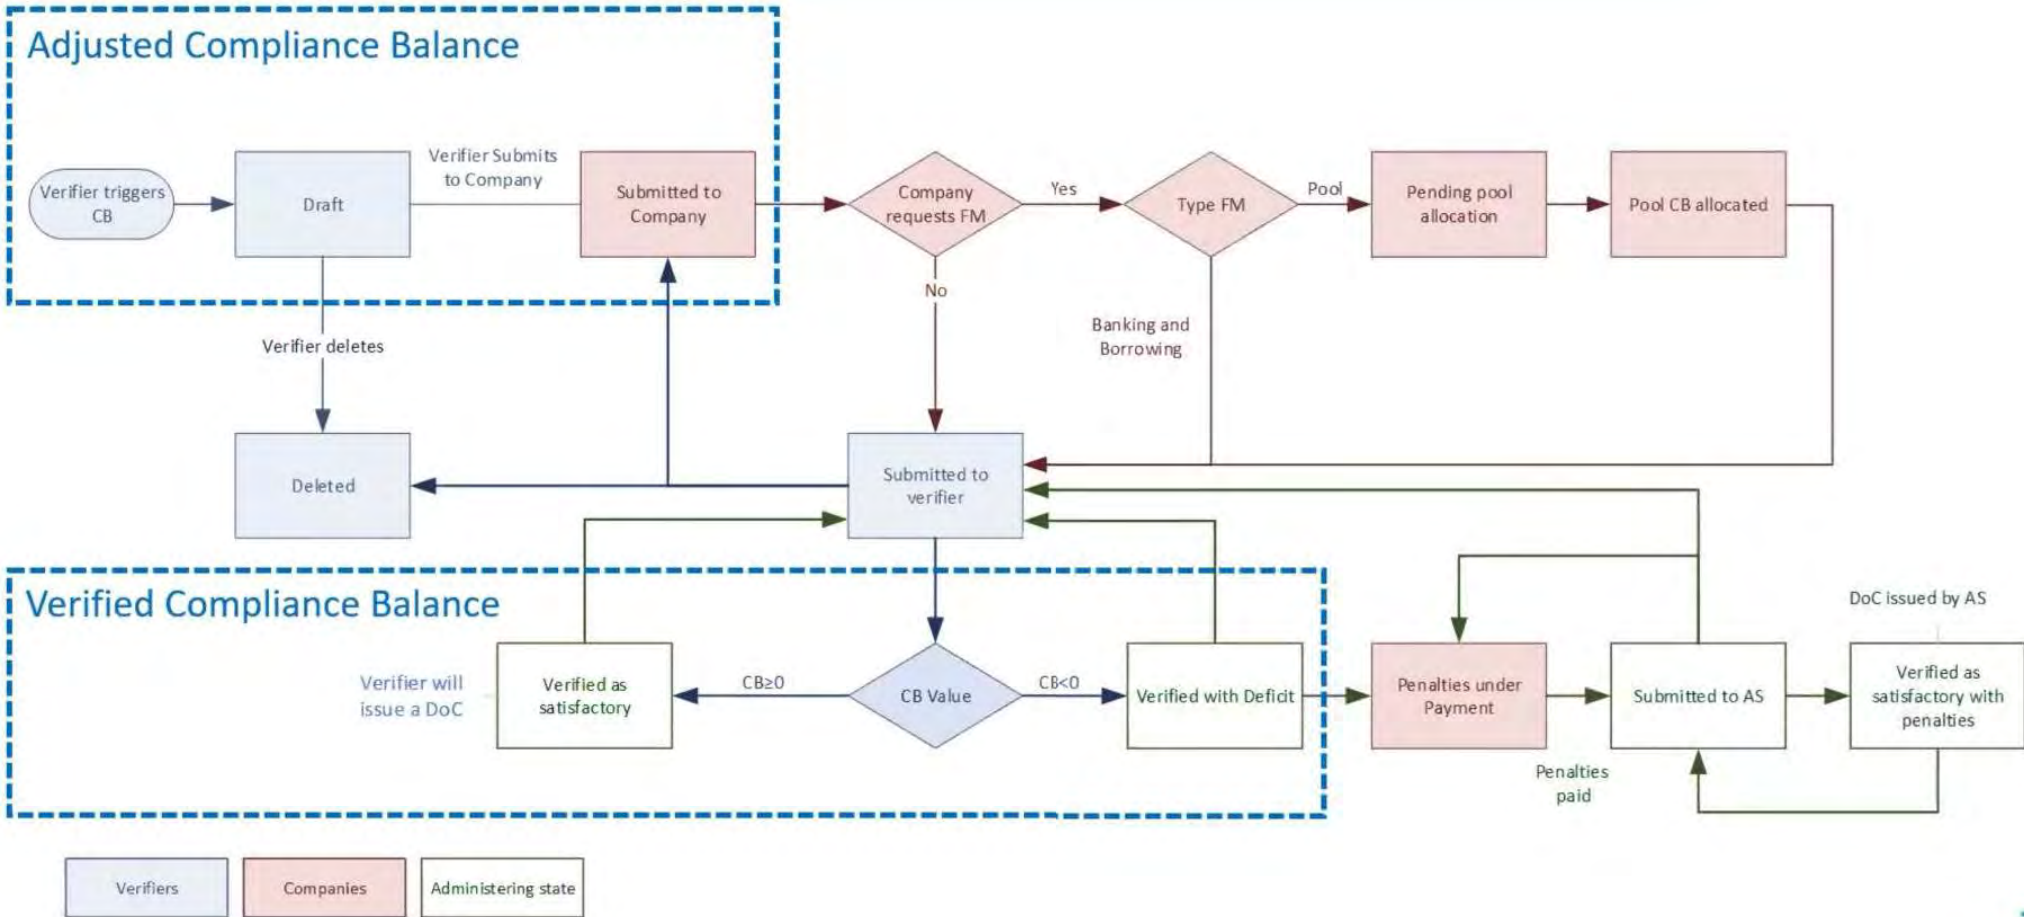 Adjusted Compliance Balance
Verifier triggers
CB
Draft
Verifier Submits
to Company
Submitted to
Company
Company
requests FM
Yes
Type FM
Pool
Pending pool
allocation
Pool CB allocated
No
Verifier deletes
Banking and
Borrowing
Deleted
Submitted to
verifier
Verified Compliance Balance
Verifier will
issue a DoC
Verified as
satisfactory
CB≥0
CB Value
CB<0
Verified with Deficit
Penalties under
Payment
Penalties
paid
Submitted to AS
DoC issued by AS
Verified as
satisfactory with
penalties
Verifiers
Companies
Administering state